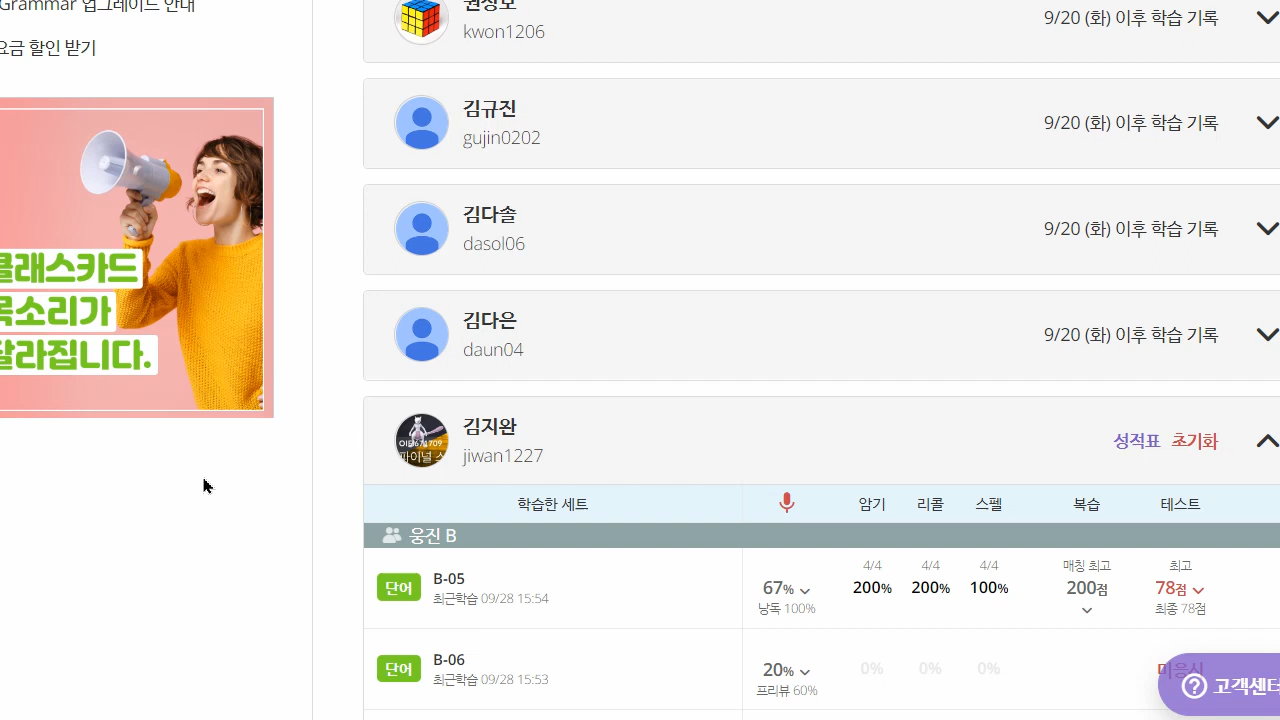 Grammar 업그레이드 안내
요금 할인 받기
클래스카드
목소리가
달라집니다.
권정모
kwon1206
9/20 (화) 이후 학습 기록
김규진
gujin0202
9/20 (화) 이후 학습 기록
김다솔
dasol06
9/20 (화) 이후 학습 기록
김다은
daun04
9/20 (화) 이후 학습 기록
김지완
jiwan1227
성적표 초기화
학습한 세트 암기 리콜 스펠 복습 테스트
웅진 B
단어
B-05
최근학습 09/28 15:54
67%
낭독 100%
4/4
200%
4/4
200%
4/4
100%
매칭 최고
200점
최고
78점
최종 78점
단어
B-06
최근학습 09/28 15:53
20%
프리뷰 60%
0% 0% 0%
미응시
고객센터